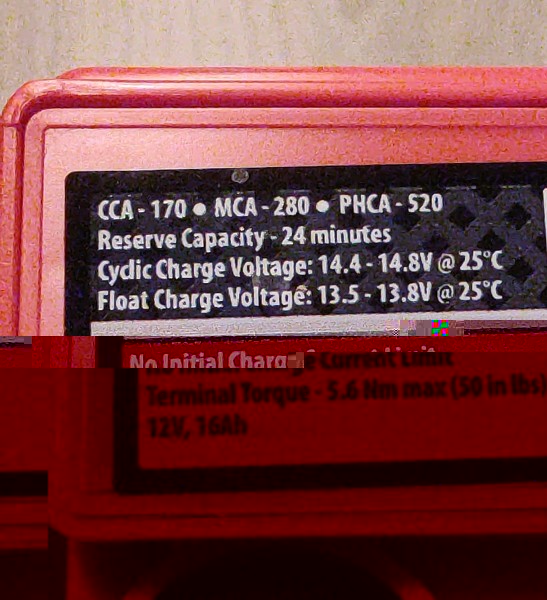 CCA - 170 ● MCA - 280 ● PHCA - 520
Reserve Capacity - 24 minutes
Cyclic Charge Voltage: 14.4 - 14.8V @ 25°C
Float Charge Voltage: 13.5 - 13.8V @ 25°C
No Initial Charge Current Limit
Terminal Torque - 5.6 Nm max (50 in lbs)
12V, 16Ah